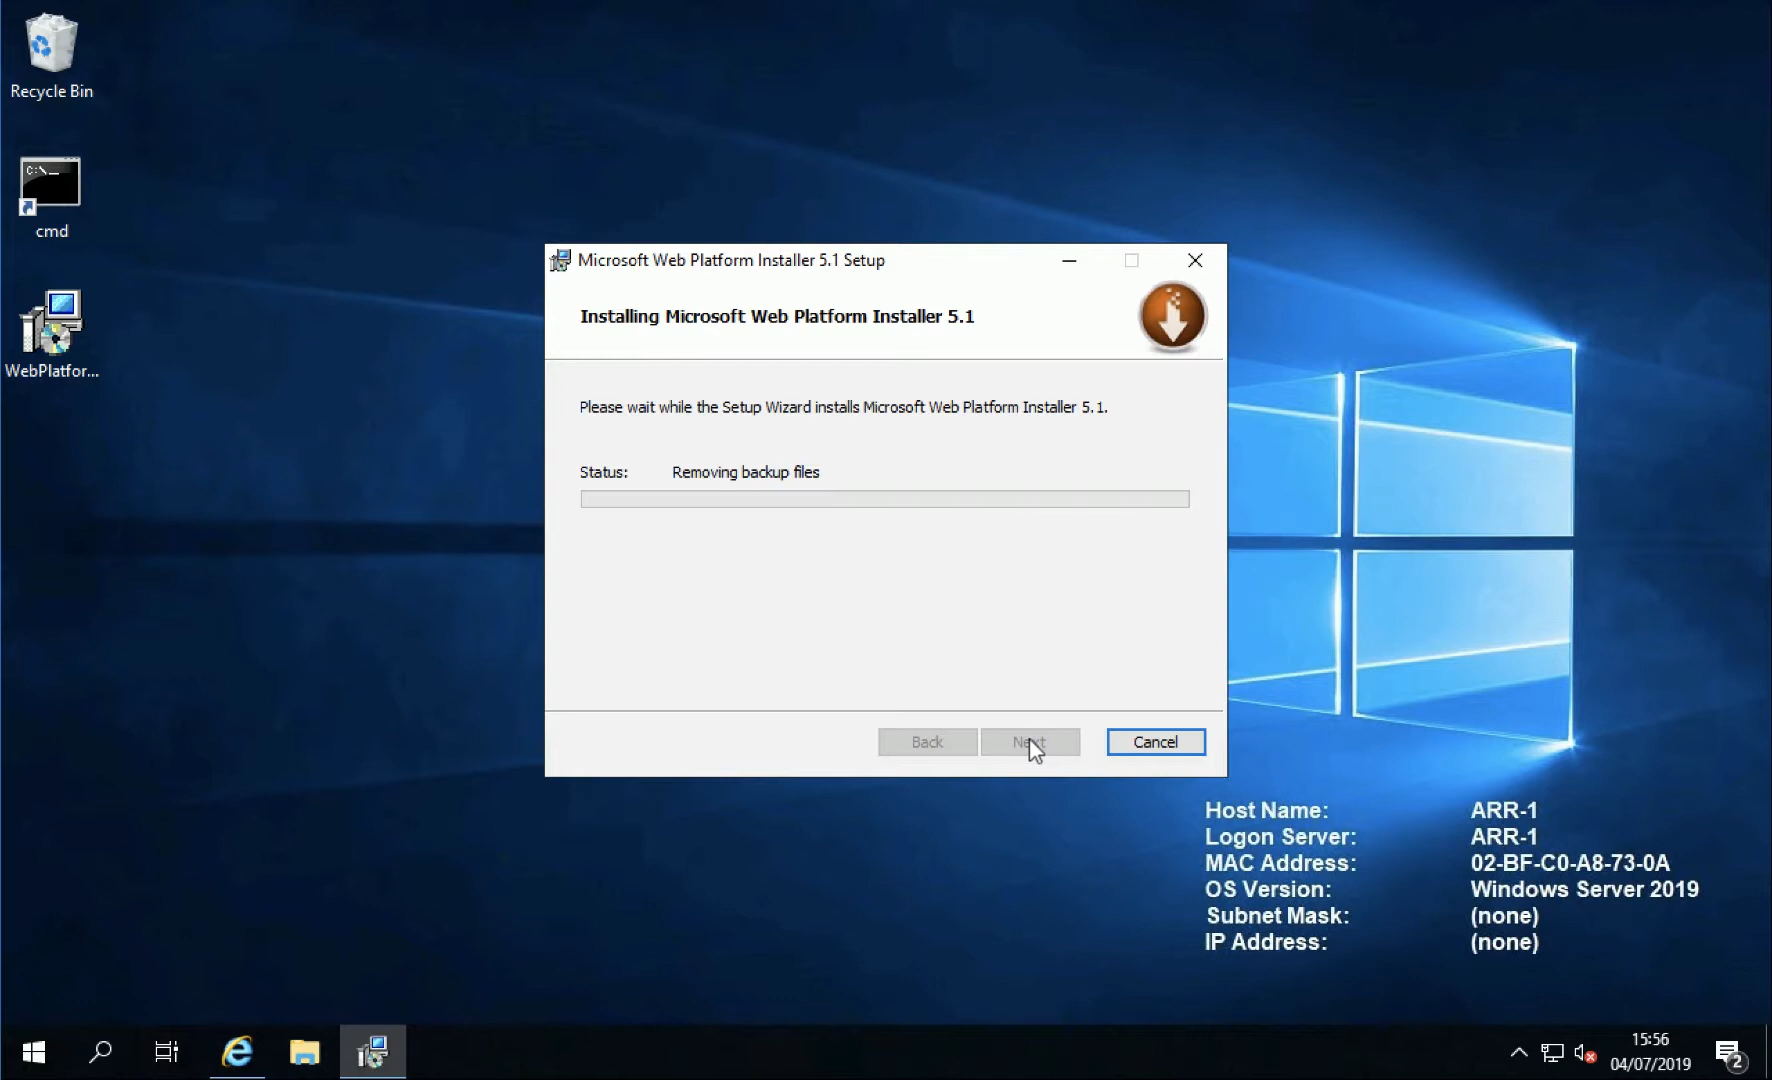 Recycle Bin
C:\_
cmd
WebPlatfor...
Microsoft Web Platform Installer 5.1 Setup
Installing Microsoft Web Platform Installer 5.1
Please wait while the Setup Wizard installs Microsoft Web Platform Installer 5.1.
Status: Removing backup files
Back Next Cancel
Host Name: ARR-1
Logon Server: ARR-1
MAC Address: 02-BF-C0-A8-73-0A
OS Version: Windows Server 2019
Subnet Mask: (none)
IP Address: (none)
15:56
04/07/2019
2